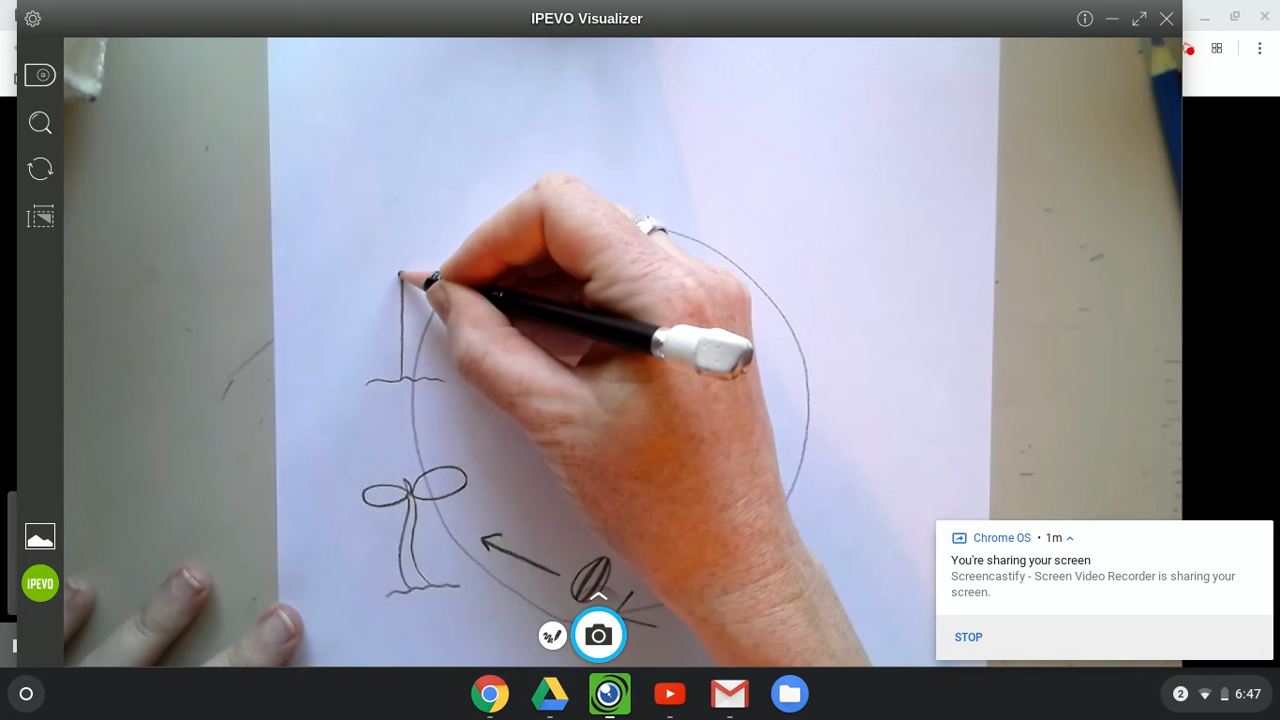 IPEVO Visualizer
IPEVO
Chrome OS • 1m
You're sharing your screen
Screencastify - Screen Video Recorder is sharing your
screen.
STOP
2
6:47